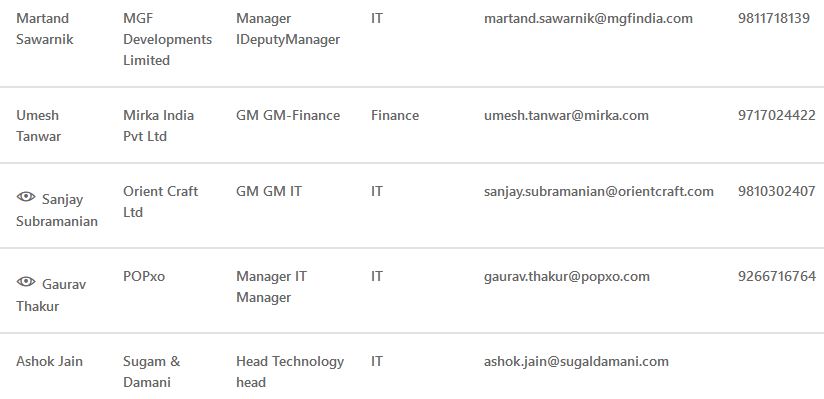 Martand Sawarnik MGF Developments Limited Manager IDeputyManager IT martand.sawarnik@mgfindia.com 9811718139
Umesh Tanwar Mirka India Pvt Ltd GM GM-Finance Finance umesh.tanwar@mirka.com 9717024422
Sanjay Subramanian Orient Craft Ltd GM GM IT IT sanjay.subramanian@orientcraft.com 9810302407
Gaurav Thakur POPxo Manager IT Manager IT gaurav.thakur@popxo.com 9266716764
Ashok Jain Sugam & Damani Head Technology head IT ashok.jain@sugaldamani.com